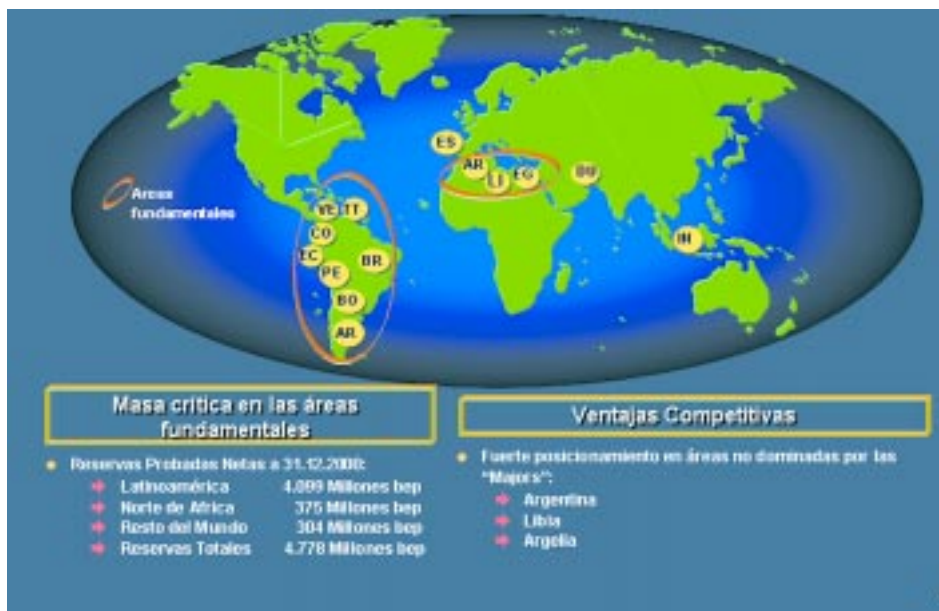 ES
AR
LI
EG
DU
Areas
fundamentales
VE
TT
CO
IN
EC
BR
PE
BO
AR
Masa crítica en las áreas
fundamentales
Reservas Probadas Netas a 31.12.2000:
Latinoamérica 4.099 Millones bep
Norte de Africa 375 Millones bep
Resto del Mundo 304 Millones bep
Reservas Totales 4.778 Millones bep
Ventajas Competitivas
Fuerte posicionamiento en áreas no dominadas por las
"Majors":
Argentina
Libia
Argelia